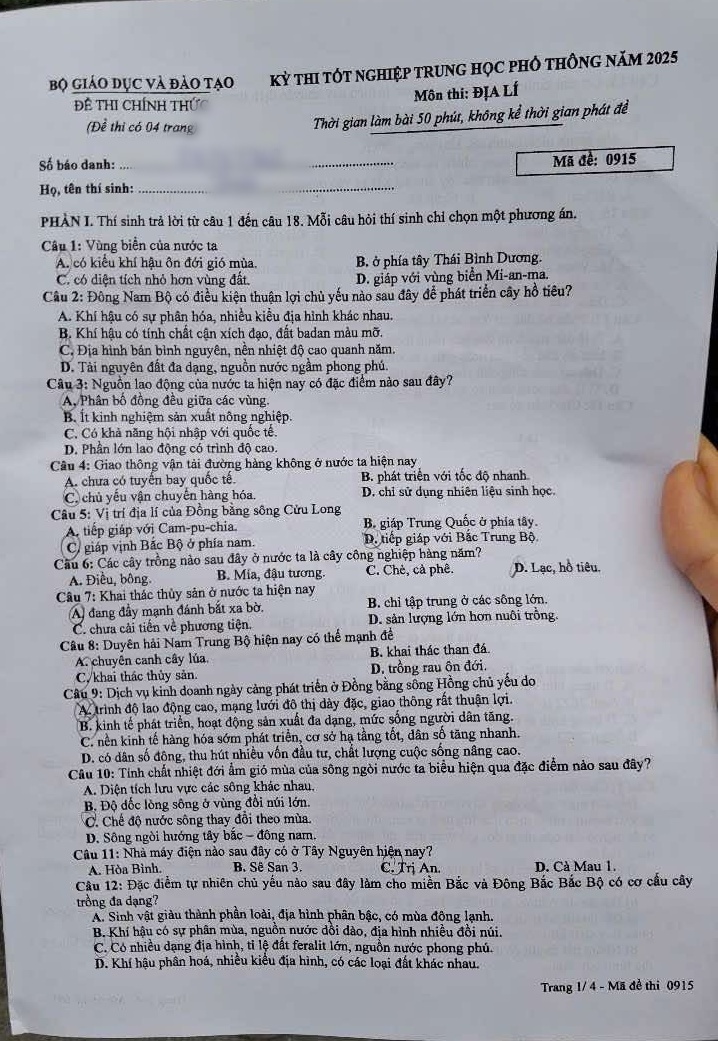 BỘ GIÁO DỤC VÀ ĐÀO TẠO
ĐỀ THI CHÍNH THỨC
(Đề thi có 04 trang
KỲ THI TỐT NGHIỆP TRUNG HỌC PHỔ THÔNG NĂM 2025
Môn thi: ĐỊA LÍ
Thời gian làm bài 50 phút, không kể thời gian phát đề
Số báo danh: ....
Mã đề: 0915
Họ, tên thí sinh: ....................
PHẦN I. Thí sinh trả lời từ câu 1 đến câu 18. Mỗi câu hỏi thí sinh chỉ chọn một phương án.
Câu 1: Vùng biển của nước ta
A. có kiểu khí hậu ôn đới gió mùa. B. ở phía tây Thái Bình Dương.
C. có diện tích nhỏ hơn vùng đất. D. giáp với vùng biển Mi-an-ma.
Câu 2: Đông Nam Bộ có điều kiện thuận lợi chủ yếu nào sau đây để phát triển cây hồ tiêu?
A. Khí hậu có sự phân hóa, nhiều kiểu địa hình khác nhau.
B. Khí hậu có tính chất cận xích đạo, đất badan màu mỡ.
C. Địa hình bán bình nguyên, nền nhiệt độ cao quanh năm.
D. Tài nguyên đất đa dạng, nguồn nước ngầm phong phú.
Câu 3: Nguồn lao động của nước ta hiện nay có đặc điểm nào sau đây?
A. Phân bố đồng đều giữa các vùng.
B. Ít kinh nghiệm sản xuất nông nghiệp.
C. Có khả năng hội nhập với quốc tế.
D. Phần lớn lao động có trình độ cao.
Câu 4: Giao thông vận tải đường hàng không ở nước ta hiện nay
A. chưa có tuyến bay quốc tế. B. phát triển với tốc độ nhanh.
C. chủ yếu vận chuyển hàng hóa. D. chỉ sử dụng nhiên liệu sinh học.
Câu 5: Vị trí địa lí của Đồng bằng sông Cửu Long
A. tiếp giáp với Cam-pu-chia. B. giáp Trung Quốc ở phía tây.
C. giáp vịnh Bắc Bộ ở phía nam. D. tiếp giáp với Bắc Trung Bộ.
Câu 6: Các cây trồng nào sau đây ở nước ta là cây công nghiệp hàng năm?
A. Điều, bông. B. Mía, đậu tương. C. Chè, cà phê. D. Lạc, hồ tiêu.
Câu 7: Khai thác thủy sản ở nước ta hiện nay
A. đang đẩy mạnh đánh bắt xa bờ. B. chỉ tập trung ở các sông lớn.
C. chưa cải tiến về phương tiện. D. sản lượng lớn hơn nuôi trồng.
Câu 8: Duyên hải Nam Trung Bộ hiện nay có thế mạnh để
A. chuyên canh cây lúa. B. khai thác than đá.
C. khai thác thủy sản. D. trồng rau ôn đới.
Câu 9: Dịch vụ kinh doanh ngày càng phát triển ở Đồng bằng sông Hồng chủ yếu do
A. trình độ lao động cao, mạng lưới đô thị dày đặc, giao thông rất thuận lợi.
B. kinh tế phát triển, hoạt động sản xuất đa dạng, mức sống người dân tăng.
C. nền kinh tế hàng hóa sớm phát triển, cơ sở hạ tầng tốt, dân số tăng nhanh.
D. có dân số đông, thu hút nhiều vốn đầu tư, chất lượng cuộc sống nâng cao.
Câu 10: Tính chất nhiệt đới ẩm gió mùa của sông ngòi nước ta biểu hiện qua đặc điểm nào sau đây?
A. Diện tích lưu vực các sông khác nhau.
B. Độ dốc lòng sông ở vùng đồi núi lớn.
C. Chế độ nước sông thay đổi theo mùa.
D. Sông ngòi hướng tây bắc – đông nam.
Câu 11: Nhà máy điện nào sau đây có ở Tây Nguyên hiện nay?
A. Hòa Bình. B. Sê San 3. C. Trị An. D. Cà Mau 1.
Câu 12: Đặc điểm tự nhiên chủ yếu nào sau đây làm cho miền Bắc và Đông Bắc Bắc Bộ có cơ cấu cây
trồng đa dạng?
A. Sinh vật giàu thành phần loài, địa hình phân bậc, có mùa đông lạnh.
B. Khí hậu có sự phân mùa, nguồn nước dồi dào, địa hình nhiều đồi núi.
C. Có nhiều dạng địa hình, tỉ lệ đất feralit lớn, nguồn nước phong phú.
D. Khí hậu phân hoá, nhiều kiểu địa hình, có các loại đất khác nhau.
Trang 1/ 4 - Mã đề thi 0915